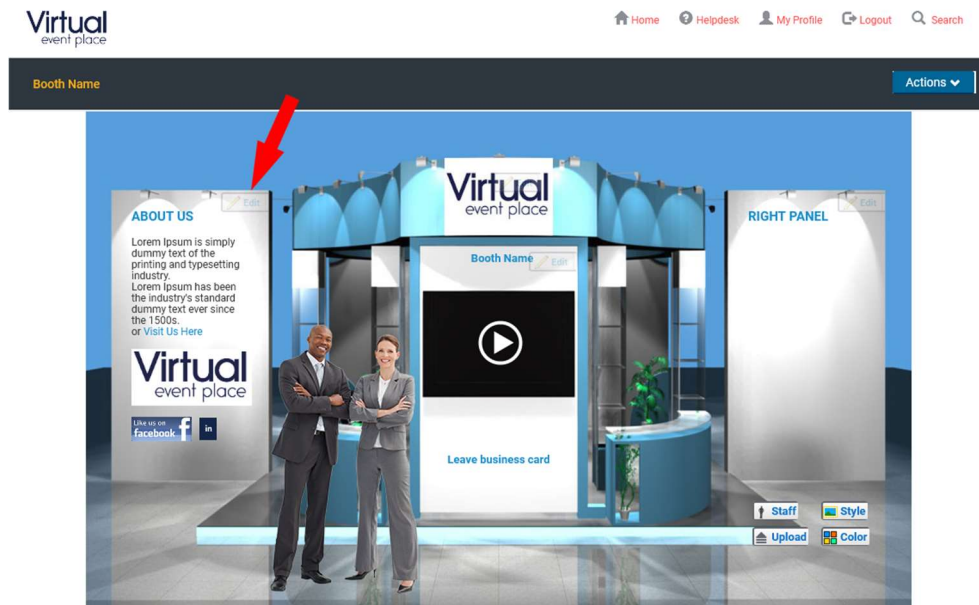 Virtual
event place
Home
Helpdesk
My Profile
Logout
Search
Booth Name
Actions
Edit
ABOUT US
Lorem Ipsum is simply
dummy text of the
printing and typesetting
industry.
Lorem Ipsum has been
the industry's standard
dummy text ever since
the 1500s.
or Visit Us Here
Virtual
event place
Like us on
facebook f
in
Virtual
event place
Booth Name
Edit
Leave business card
Edit
RIGHT PANEL
Staff
Style
Upload
Color